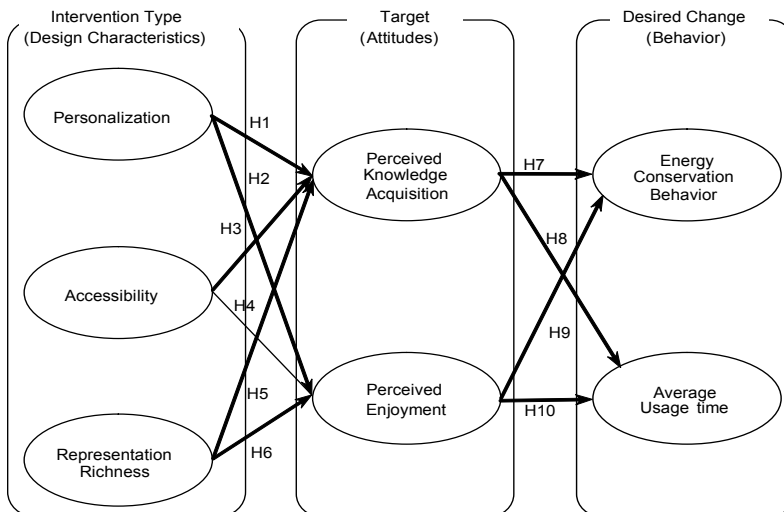 Intervention Type
(Design Characteristics)
Target
(Attitudes)
Desired Change
(Behavior)
Personalization
Accessibility
Representation
Richness
H1
H2
H3
H4
H5
H6
Perceived
Knowledge
Acquisition
Perceived
Enjoyment
H7
H8
H9
H10
Energy
Conservation
Behavior
Average
Usage time